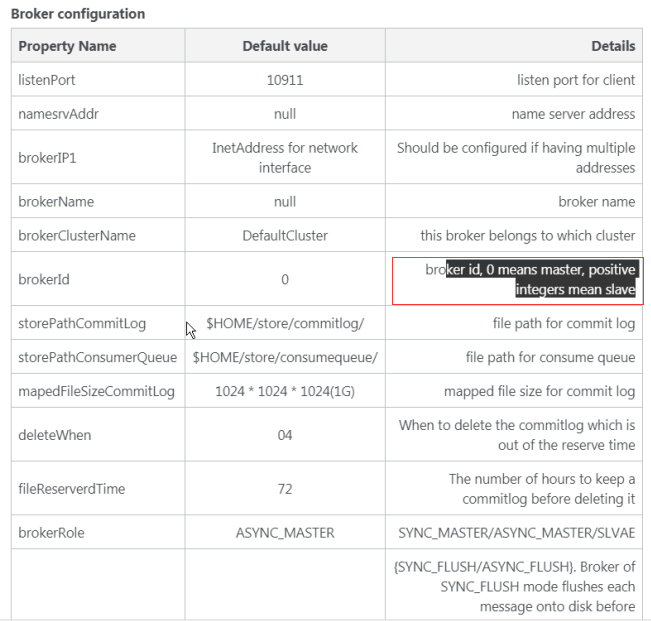 Broker configuration
Property Name Default value Details
listenPort 10911 listen port for client
namesrvAddr null name server address
brokerIP1 InetAddress for network interface Should be configured if having multiple addresses
brokerName null broker name
brokerClusterName DefaultCluster this broker belongs to which cluster
brokerId 0 broker id, 0 means master, positive integers mean slave
storePathCommitLog $HOME/store/commitlog/ file path for commit log
storePathConsumerQueue $HOME/store/consumequeue/ file path for consume queue
mapedFileSizeCommitLog 1024 * 1024 * 1024(1G) mapped file size for commit log
deleteWhen 04 When to delete the commitlog which is out of the reserve time
fileReserverdTime 72 The number of hours to keep a commitlog before deleting it
brokerRole ASYNC_MASTER SYNC_MASTER/ASYNC_MASTER/SLVAE
{SYNC_FLUSH/ASYNC_FLUSH}. Broker of
SYNC_FLUSH mode flushes each
message onto disk before